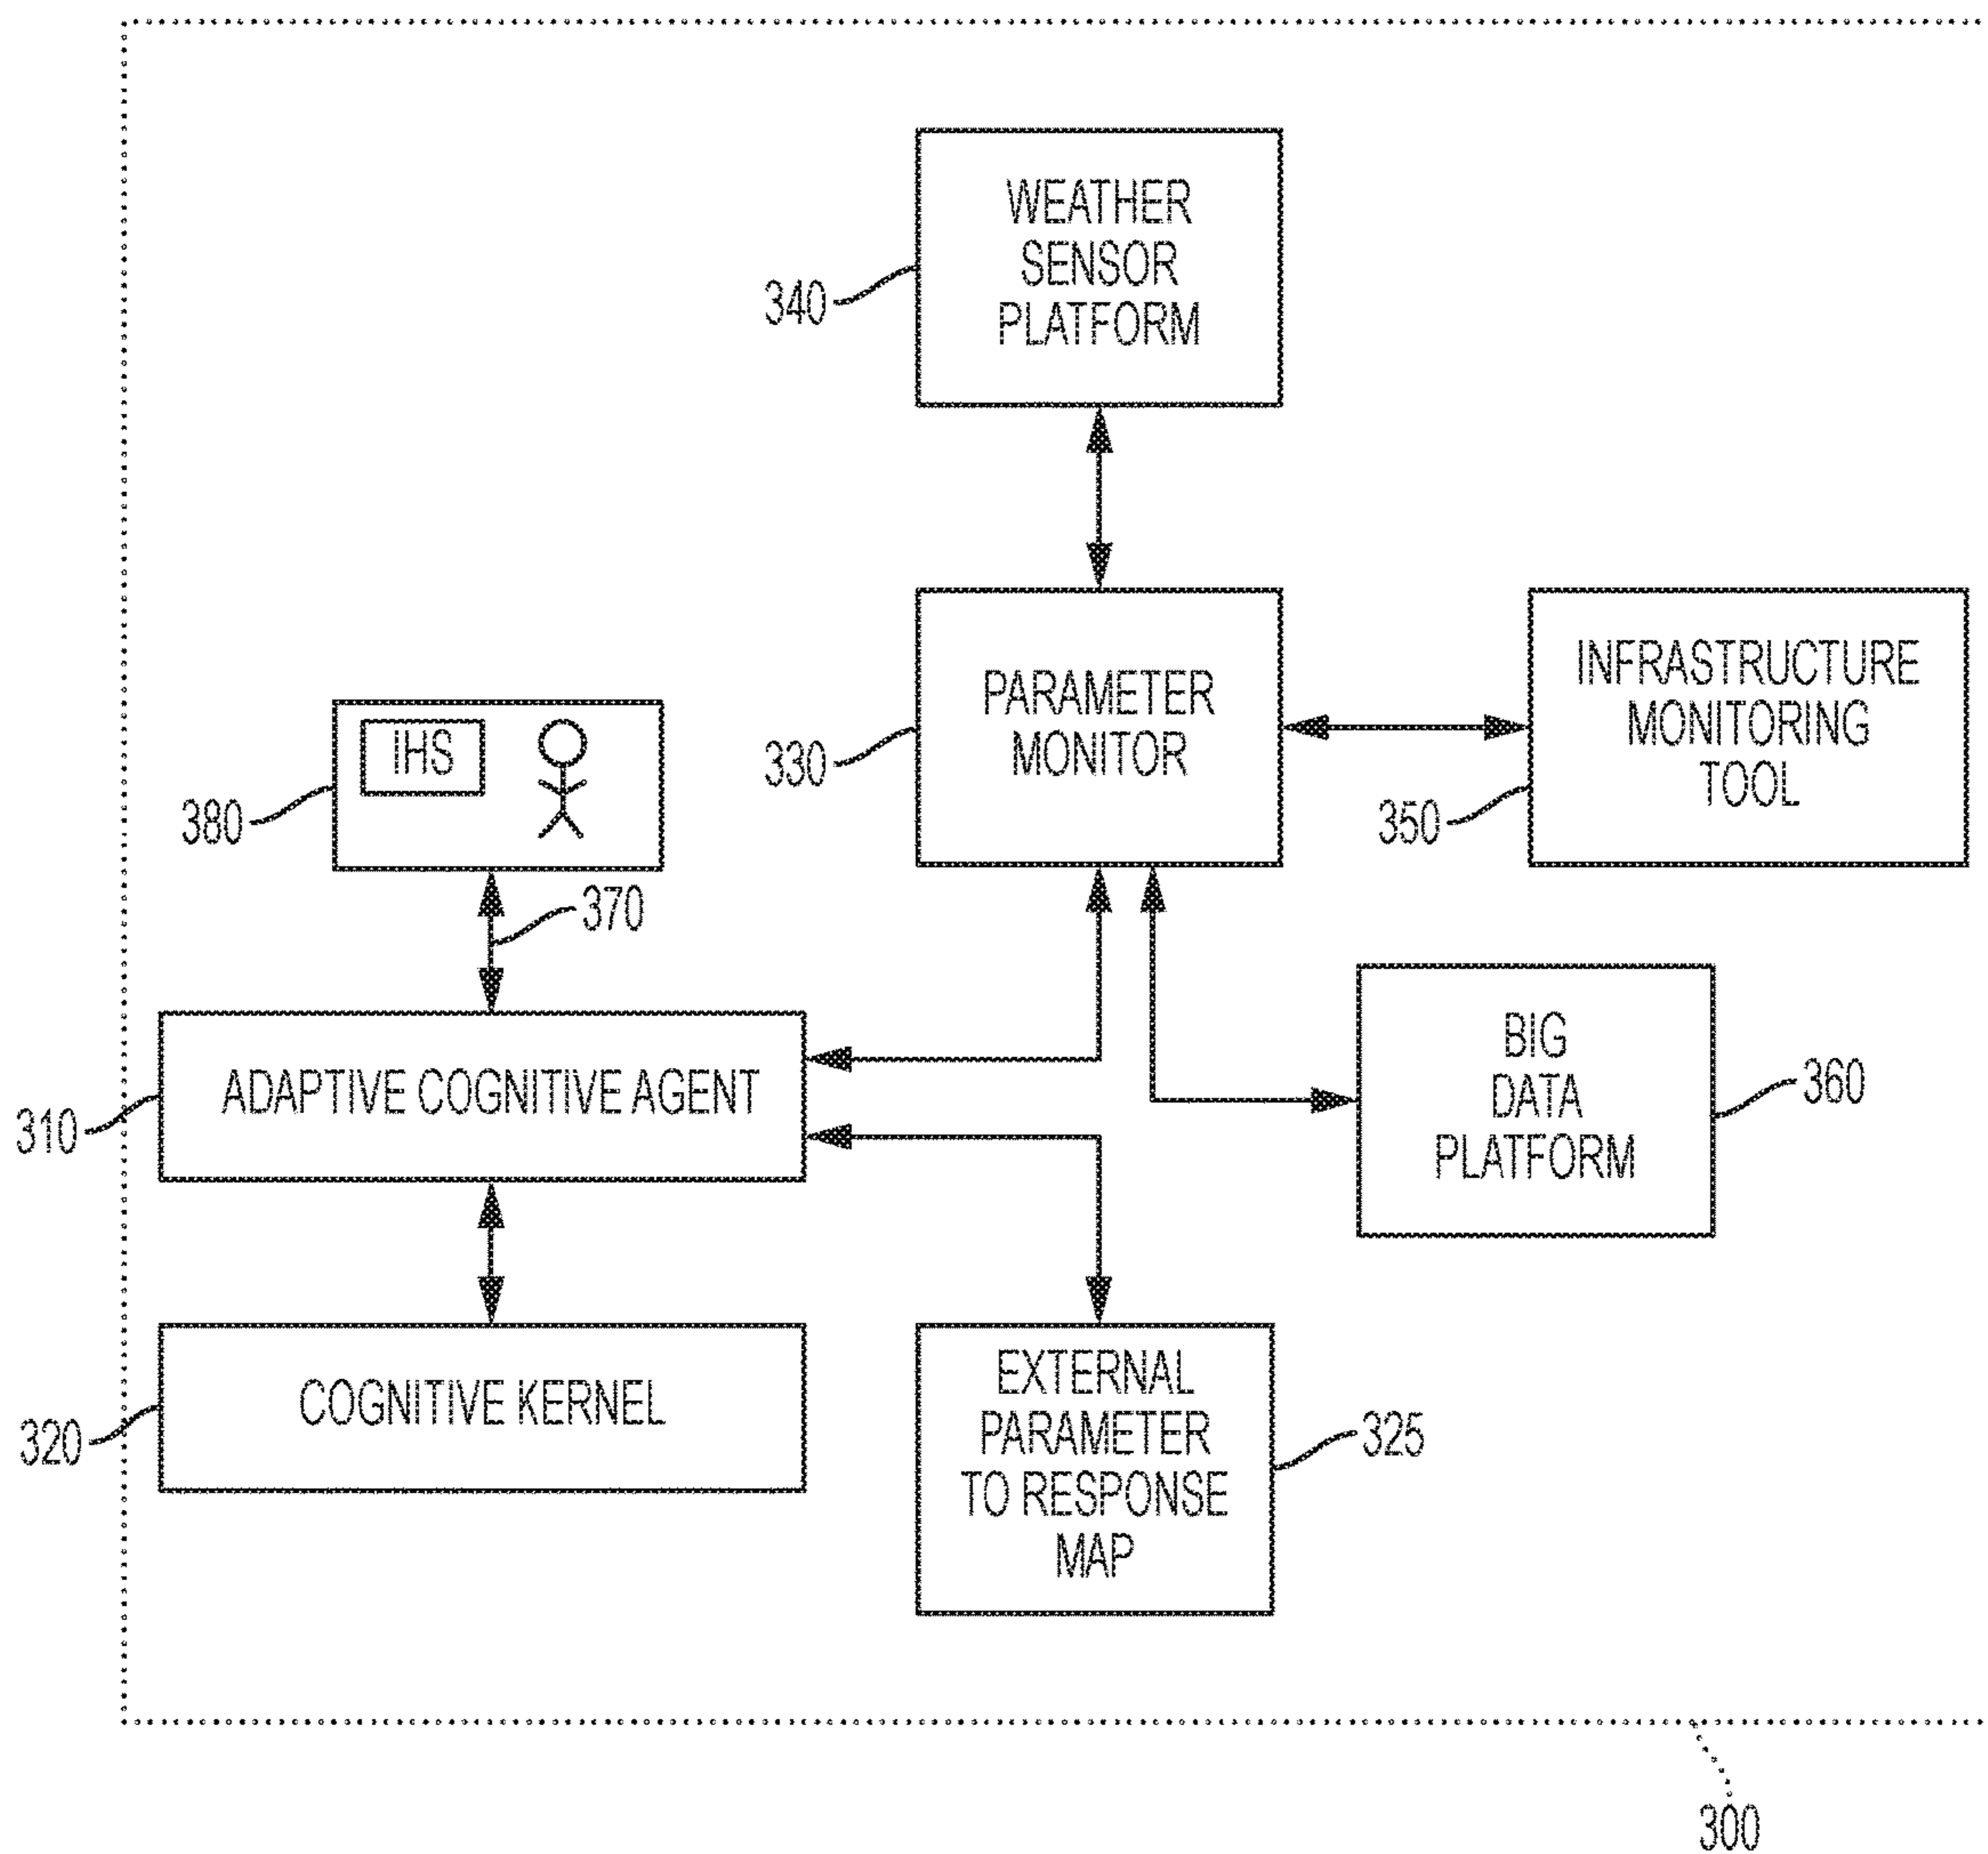 WEATHER
SENSOR
PLATFORM
340
PARAMETER
MONITOR
330
INFRASTRUCTURE
MONITORING
TOOL
350
IHS
380
370
ADAPTIVE COGNITIVE AGENT
310
BIG
DATA
PLATFORM
360
COGNITIVE KERNEL
320
EXTERNAL
PARAMETER
TO RESPONSE
MAP
325
300